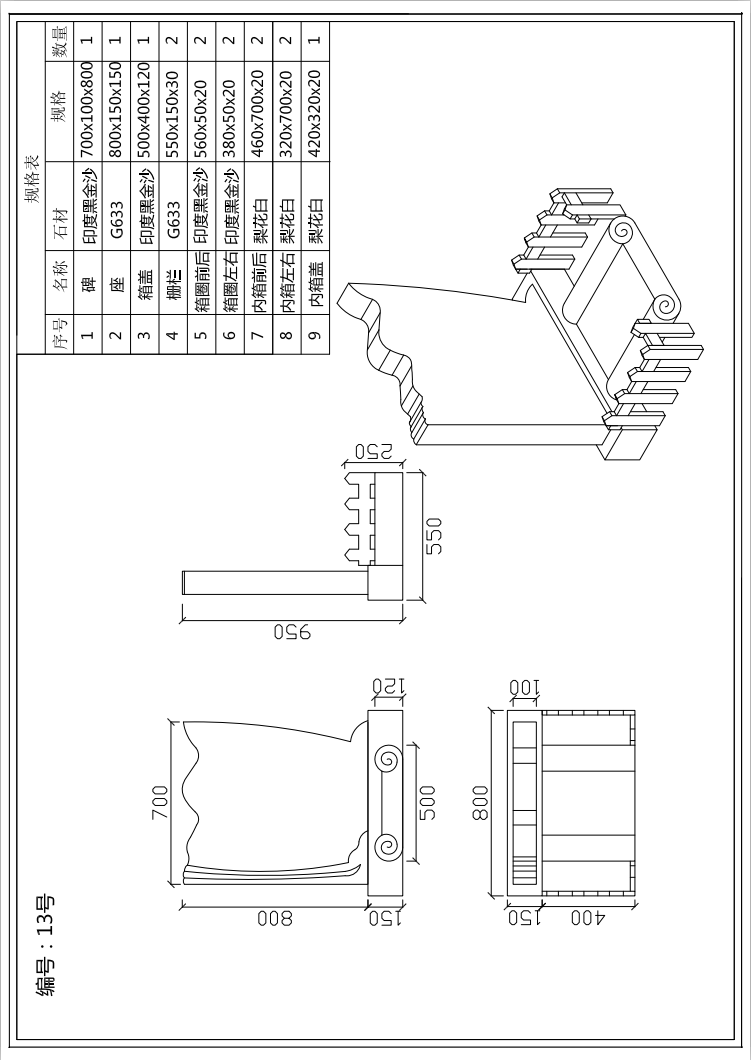 编号：13号
规格表
序号 名称 石材 规格 数量
1 碑 印度黑金沙 700x100x800 1
2 座 G633 800x150x150 1
3 箱盖 印度黑金沙 500x400x120 1
4 栅栏 G633 550x150x30 2
5 箱圈前后 印度黑金沙 560x50x20 2
6 箱圈左右 印度黑金沙 380x50x20 2
7 内箱前后 梨花白 460x700x20 2
8 内箱左右 梨花白 320x700x20 2
9 内箱盖 梨花白 420x320x20 1
700
800
150
120
500
950
250
550
800
100
150
400